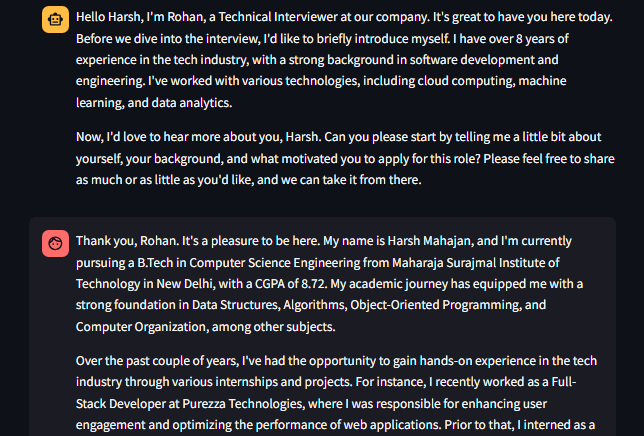 Hello Harsh, I'm Rohan, a Technical Interviewer at our company. It's great to have you here today.
Before we dive into the interview, I'd like to briefly introduce myself. I have over 8 years of
experience in the tech industry, with a strong background in software development and
engineering. I've worked with various technologies, including cloud computing, machine
learning, and data analytics.
Now, I'd love to hear more about you, Harsh. Can you please start by telling me a little bit about
yourself, your background, and what motivated you to apply for this role? Please feel free to share
as much or as little as you'd like, and we can take it from there.
Thank you, Rohan. It's a pleasure to be here. My name is Harsh Mahajan, and I'm currently
pursuing a B.Tech in Computer Science Engineering from Maharaja Surajmal Institute of
Technology in New Delhi, with a CGPA of 8.72. My academic journey has equipped me with a
strong foundation in Data Structures, Algorithms, Object-Oriented Programming, and
Computer Organization, among other subjects.
Over the past couple of years, I've had the opportunity to gain hands-on experience in the tech
industry through various internships and projects. For instance, I recently worked as a Full-
Stack Developer at Purezza Technologies, where I was responsible for enhancing user
engagement and optimizing the performance of web applications. Prior to that, I interned as a